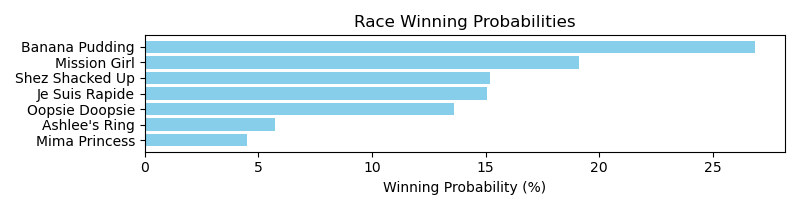 Race Winning Probabilities
Banana Pudding
Mission Girl
Shez Shacked Up
Je Suis Rapide
Oopsie Doopsie
Ashlee's Ring
Mima Princess
0 5 10 15 20 25
Winning Probability (%)